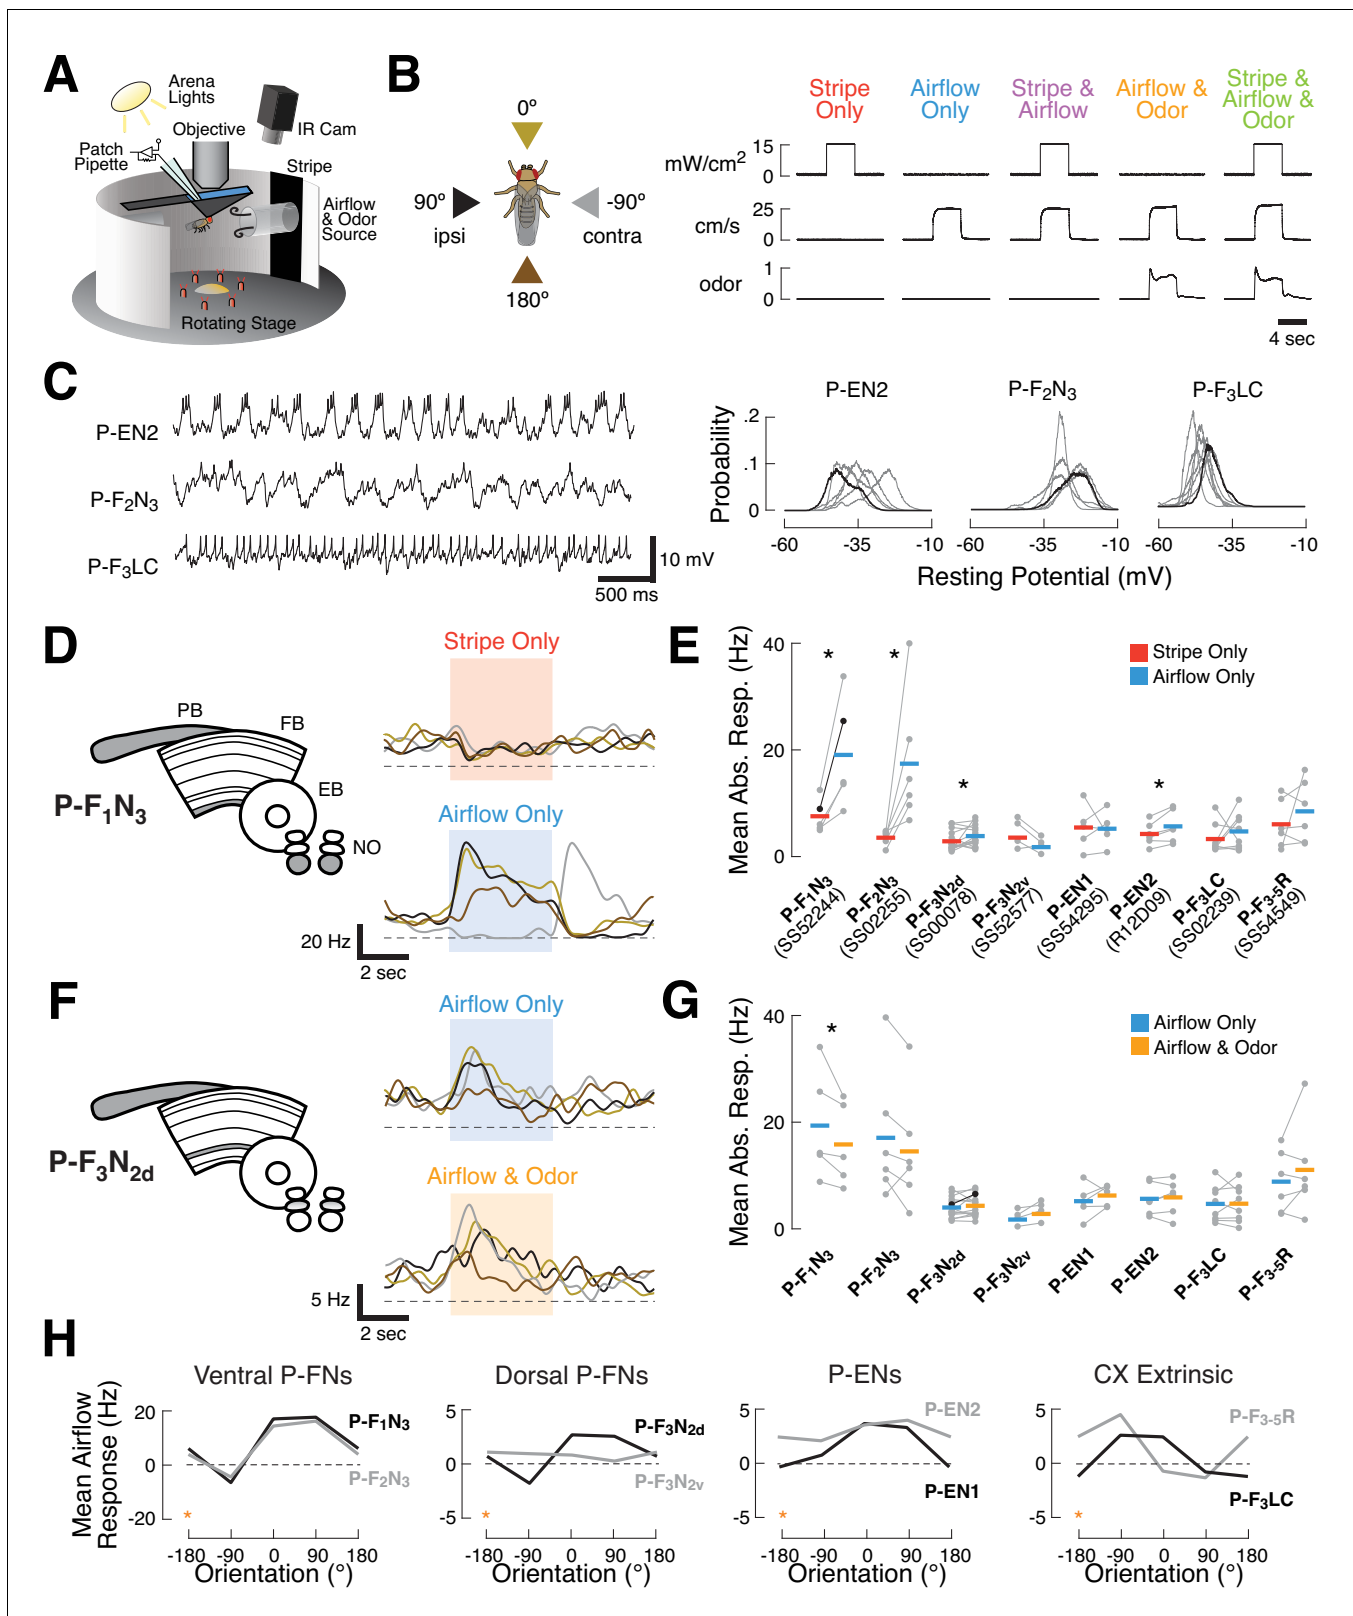 A
Arena
Lights
Objective
IR Cam
Patch
Pipette
Stripe
Airflow
& Odor
Source
Rotating Stage
B
0º
90º
ipsi
-90º
contra
180º
Stripe
Only
Airflow
Only
Stripe &
Airflow
Airflow &
Odor
Stripe &
Airflow &
Odor
mW/cm²
15
0
cm/s
25
0
odor
1
0
4 sec
C
P-EN2
P-F₂N₃
P-F₃LC
10 mV
500 ms
P-EN2
P-F₂N₃
P-F₃LC
Probability
.2
.1
0
-60 -35 -10
-60 -35 -10
-60 -35 -10
Resting Potential (mV)
D
P-F₁N₃
PB
FB
EB
NO
Stripe Only
Airflow Only
20 Hz
2 sec
E
Mean Abs. Resp. (Hz)
40
20
0
* * * *
Stripe Only
Airflow Only
P-F₁N₃
(SS52244)
P-F₂N₃
(SS02255)
P-F₃N₂d
(SS00078)
P-F₃N₂v
(SS52577)
P-EN1
(SS54295)
P-EN2
(R12D09)
P-F₃LC
(SS02239)
P-F₃-₅R
(SS54549)
F
P-F₃N₂d
Airflow Only
Airflow & Odor
5 Hz
2 sec
G
Mean Abs. Resp. (Hz)
40
20
0
*
Airflow Only
Airflow & Odor
P-F₁N₃
P-F₂N₃
P-F₃N₂d
P-F₃N₂v
P-EN1
P-EN2
P-F₃LC
P-F₃-₅R
H
Mean Airflow
Response (Hz)
Ventral P-FNs
20
0
-20
P-F₁N₃
P-F₂N₃
*
-180 -90 0 90 180
Orientation (°)
Dorsal P-FNs
5
0
-5
P-F₃N₂d
P-F₃N₂v
*
-180 -90 0 90 180
Orientation (°)
P-ENs
5
0
-5
P-EN2
P-EN1
*
-180 -90 0 90 180
Orientation (°)
CX Extrinsic
5
0
-5
P-F₃-₅R
P-F₃LC
*
-180 -90 0 90 180
Orientation (°)